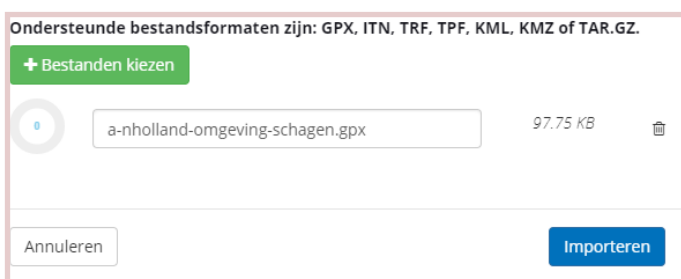 Ondersteunde bestandsformaten zijn: GPX, ITN, TRF, TPF, KML, KMZ of TAR.GZ.
+ Bestanden kiezen
0 a-nholland-omgeving-schagen.gpx 97.75 KB
Annuleren Importeren